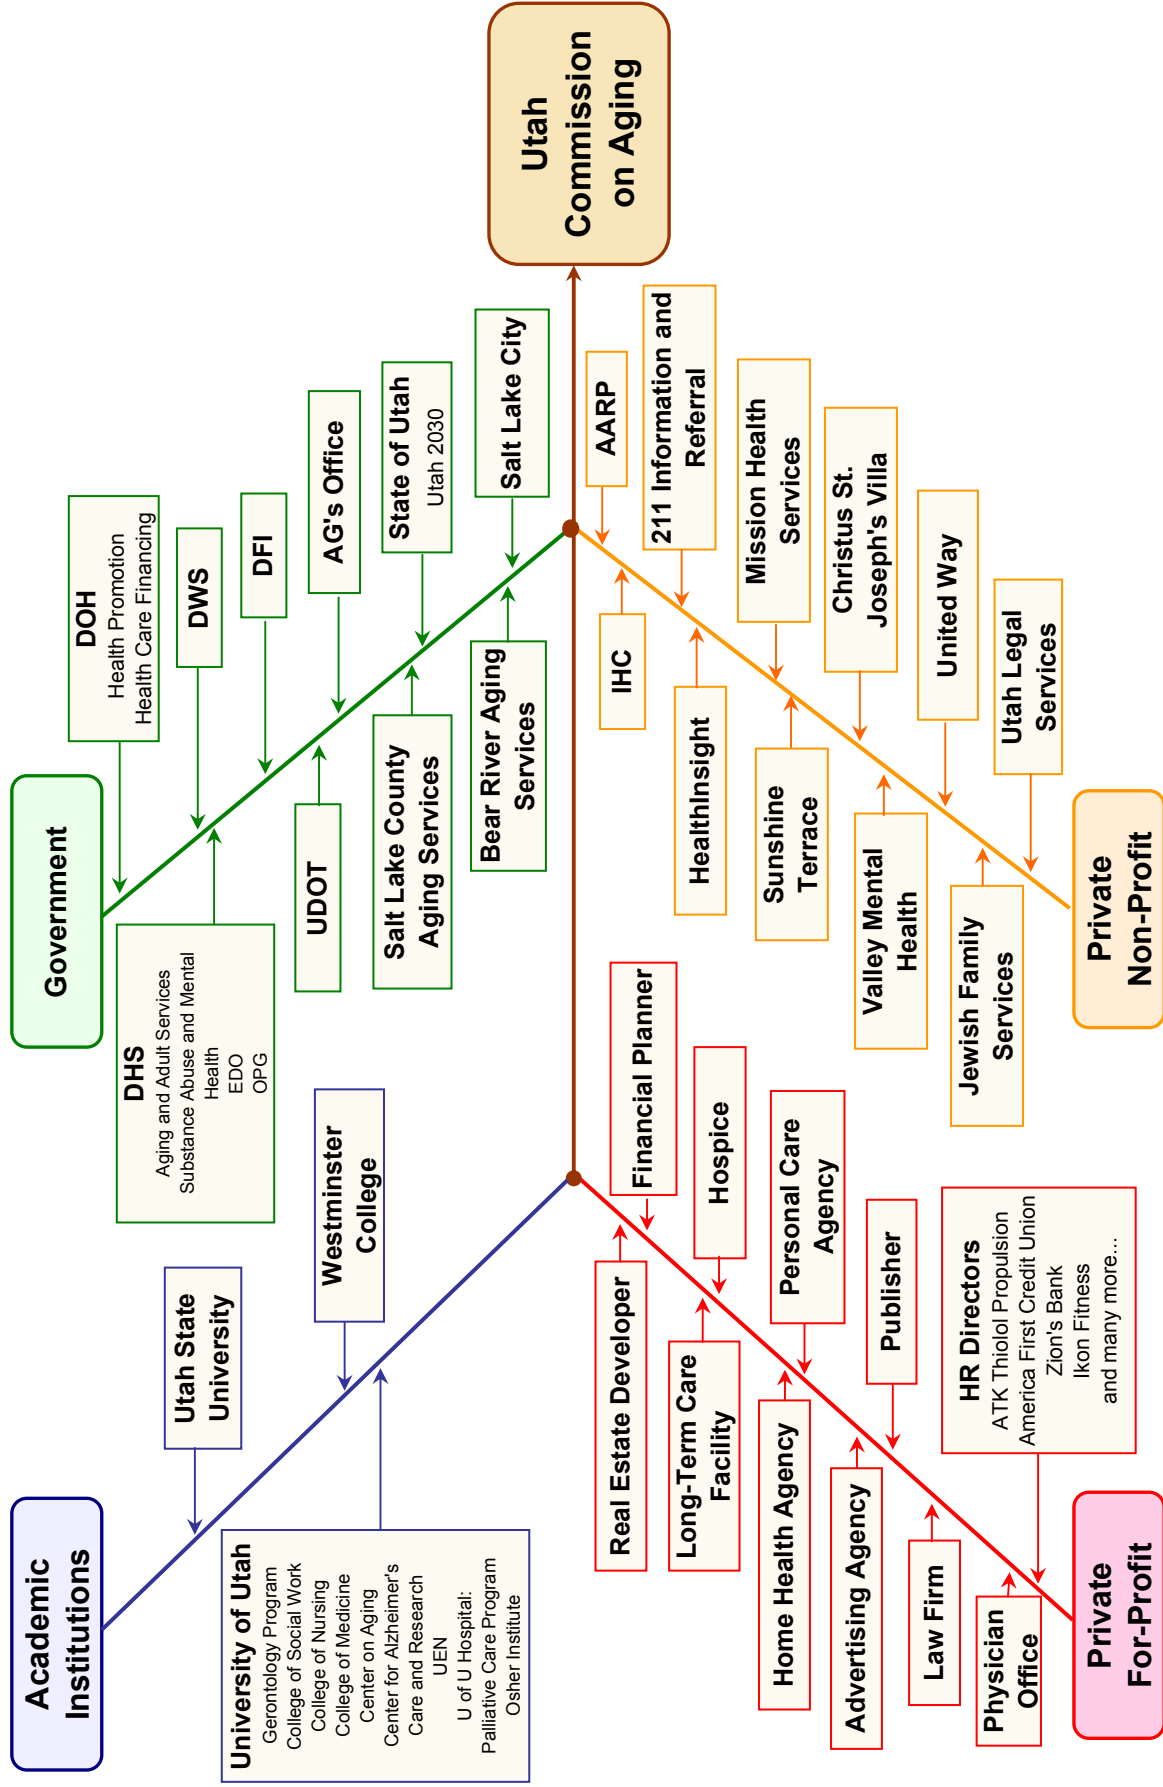 Academic
Institutions
Utah State
University
University of Utah
Gerontology Program
College of Social Work
College of Nursing
College of Medicine
Center on Aging
Center for Alzheimer's
Care and Research
UEN
U of U Hospital:
Palliative Care Program
Osher Institute
Westminster
College
Government
DOH
Health Promotion
Health Care Financing
DHS
Aging and Adult Services
Substance Abuse and Mental
Health
EDO
OPG
DWS
DFI
UDOT
AG's Office
Salt Lake County
Aging Services
State of Utah
Utah 2030
Bear River Aging
Services
Salt Lake City
Utah
Commission
on Aging
Real Estate Developer
Financial Planner
Long-Term Care
Facility
Hospice
Home Health Agency
Personal Care
Agency
Advertising Agency
Publisher
Law Firm
HR Directors
ATK Thiolol Propulsion
America First Credit Union
Zion's Bank
Ikon Fitness
and many more...
Physician
Office
Private
For-Profit
AARP
IHC
211 Information and
Referral
HealthInsight
Mission Health
Services
Sunshine
Terrace
Christus St.
Joseph's Villa
Valley Mental
Health
United Way
Jewish Family
Services
Utah Legal
Services
Private
Non-Profit